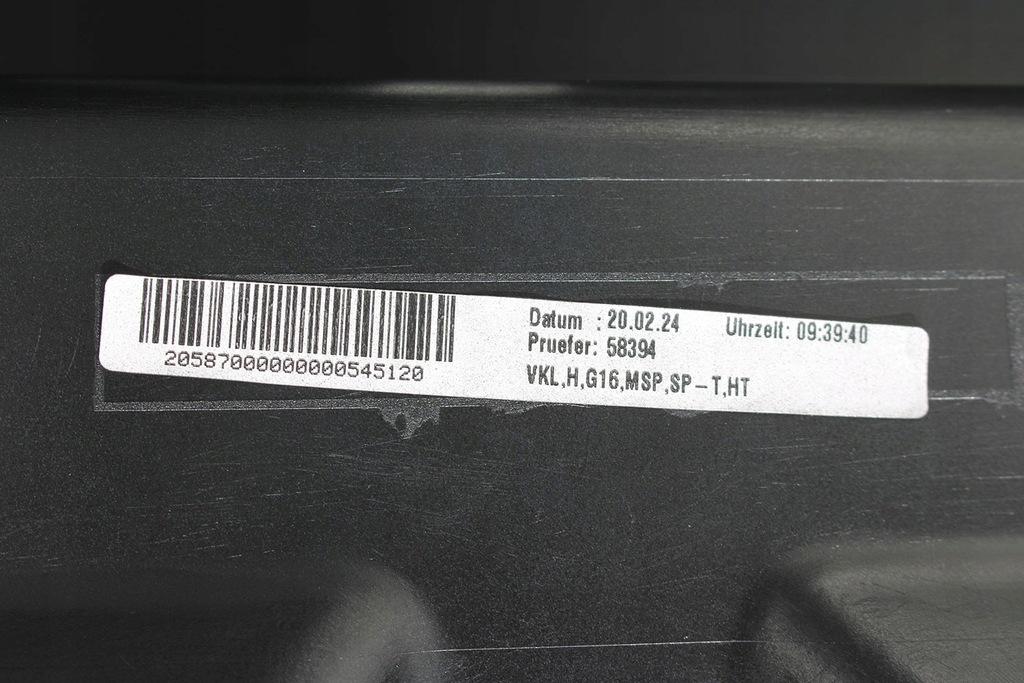 Datum : 20.02.24 Uhrzeit: 09:39:40
Pruefer: 58394
VKL,H,G16,MSP,SP-T,HT
20587000000000545120